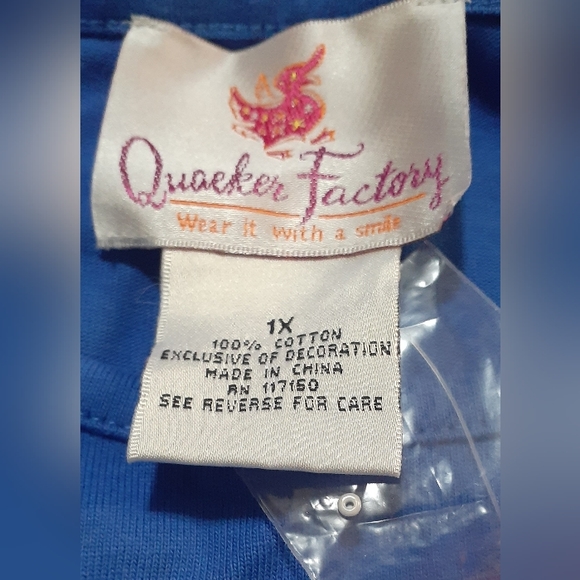 Quacker Factory
Wear it with a smile
1X
100% COTTON
EXCLUSIVE OF DECORATION
MADE IN CHINA
RN 117150
SEE REVERSE FOR CARE